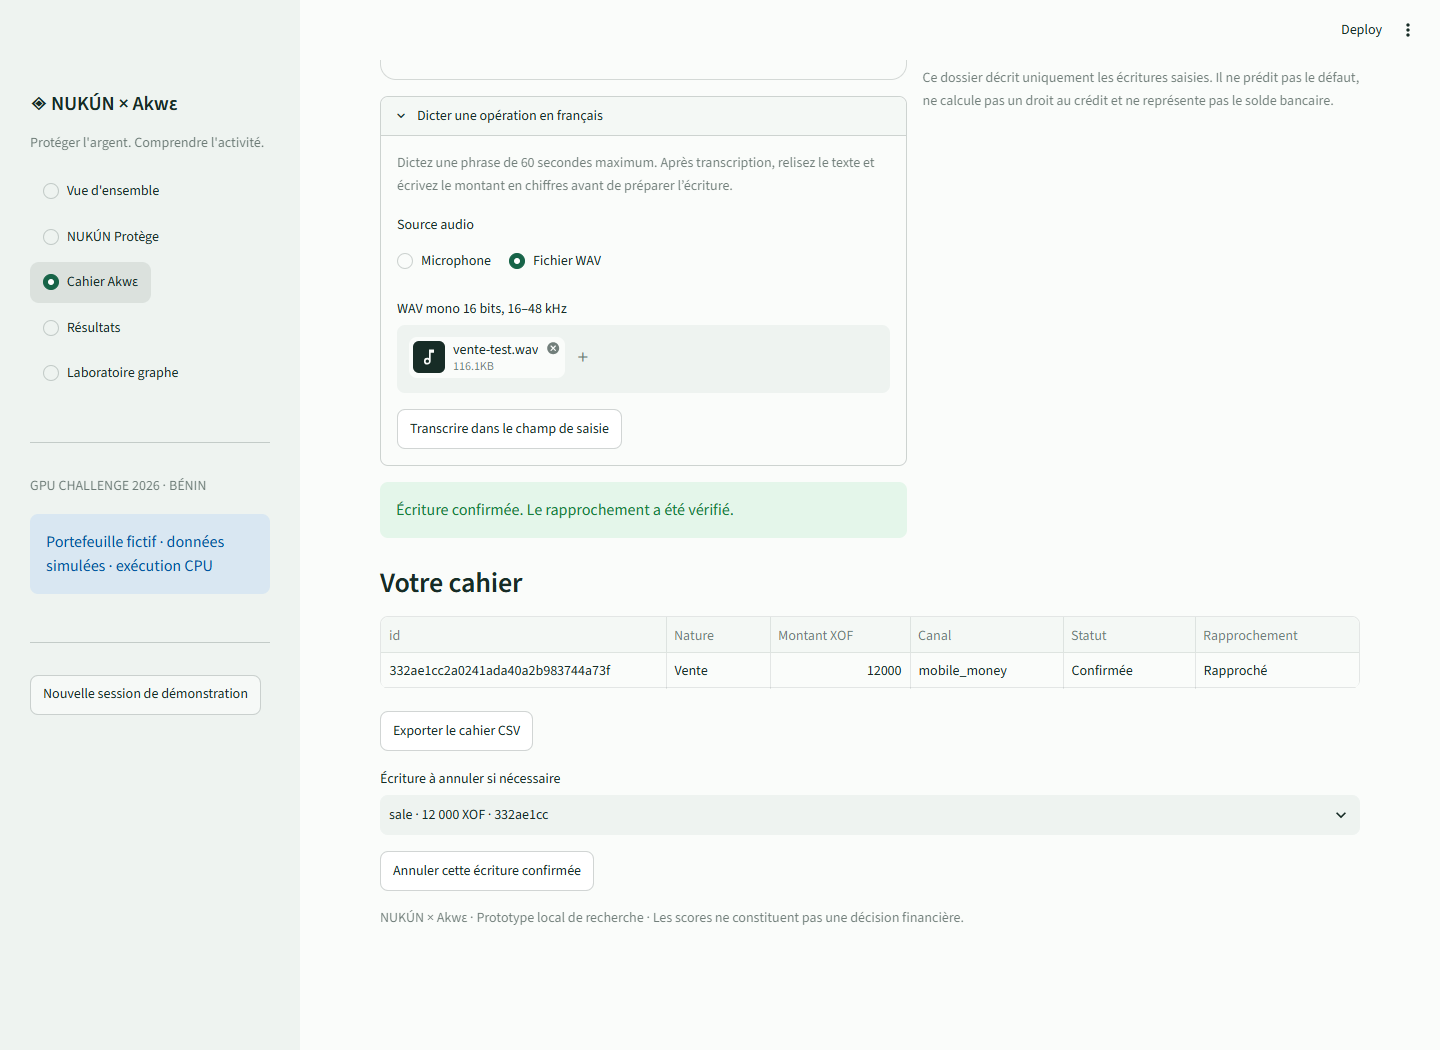 Deploy
◈ NUKÚN × Akwɛ
Protéger l'argent. Comprendre l'activité.
Vue d'ensemble
NUKÚN Protège
Cahier Akwɛ
Résultats
Laboratoire graphe
GPU CHALLENGE 2026 · BÉNIN
Portefeuille fictif · données
simulées · exécution CPU
Nouvelle session de démonstration
Dicter une opération en français
Dictez une phrase de 60 secondes maximum. Après transcription, relisez le texte et
écrivez le montant en chiffres avant de préparer l’écriture.
Source audio
Microphone
Fichier WAV
WAV mono 16 bits, 16–48 kHz
vente-test.wav
116.1KB
Transcrire dans le champ de saisie
Écriture confirmée. Le rapprochement a été vérifié.
Ce dossier décrit uniquement les écritures saisies. Il ne prédit pas le défaut,
ne calcule pas un droit au crédit et ne représente pas le solde bancaire.
Votre cahier
id Nature Montant XOF Canal Statut Rapprochement
332ae1cc2a0241ada40a2b983744a73f Vente 12000 mobile_money Confirmée Rapproché
Exporter le cahier CSV
Écriture à annuler si nécessaire
sale · 12 000 XOF · 332ae1cc
Annuler cette écriture confirmée
NUKÚN × Akwɛ · Prototype local de recherche · Les scores ne constituent pas une décision financière.